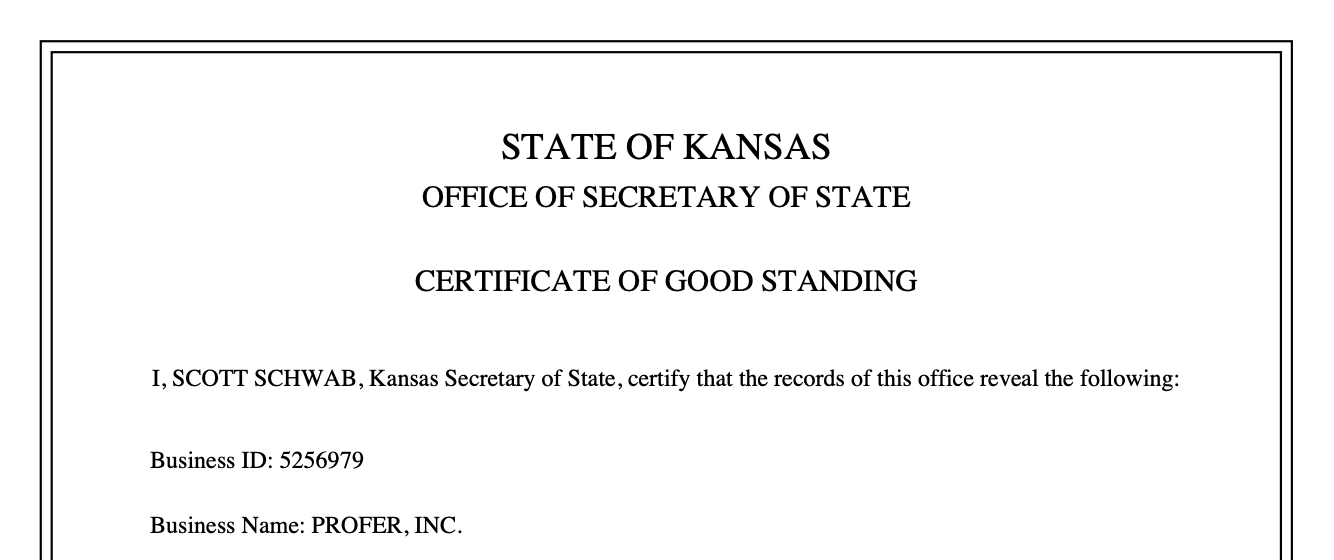 STATE OF KANSAS
OFFICE OF SECRETARY OF STATE
CERTIFICATE OF GOOD STANDING
I, SCOTT SCHWAB, Kansas Secretary of State, certify that the records of this office reveal the following:
Business ID: 5256979
Business Name: PROFER, INC.